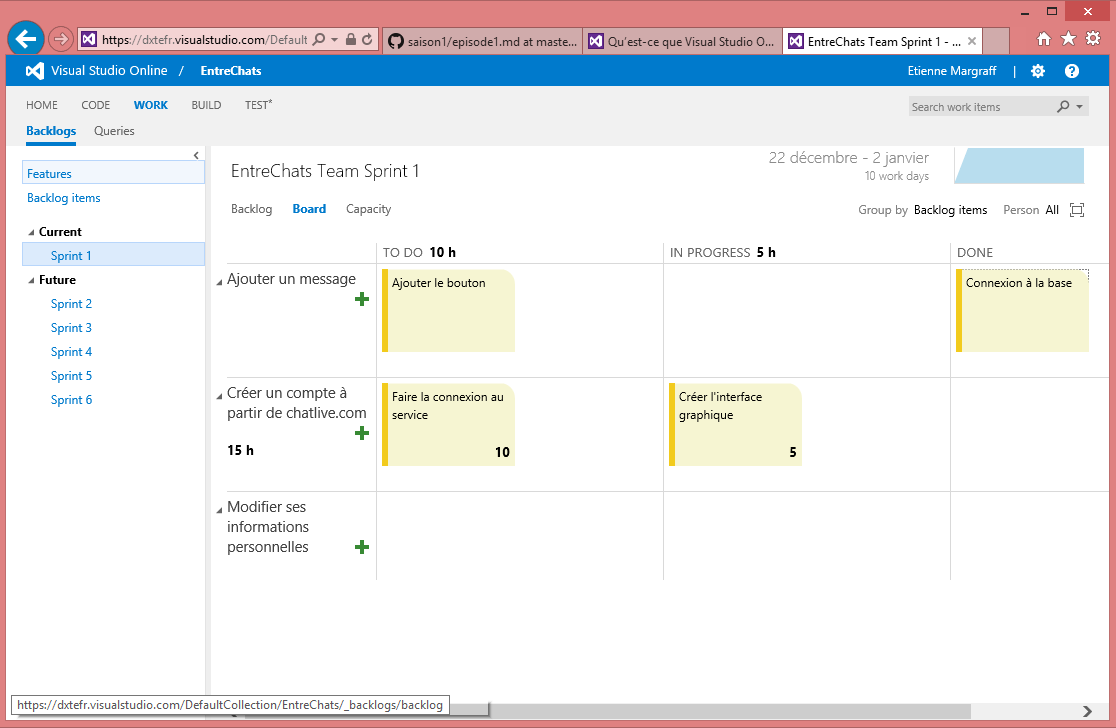 https://dxtefr.visualstudio.com/Default
saison1/episode1.md at maste...
Qu'est-ce que Visual Studio O...
EntreChats Team Sprint 1 - ...
Visual Studio Online / EntreChats
Etienne Margraff
HOME CODE WORK BUILD TEST*
Search work items
Backlogs Queries
Features
Backlog items
Current
Sprint 1
Future
Sprint 2
Sprint 3
Sprint 4
Sprint 5
Sprint 6
EntreChats Team Sprint 1
22 décembre - 2 janvier
10 work days
Backlog Board Capacity
Group by Backlog items Person All
TO DO 10 h
IN PROGRESS 5 h
DONE
Ajouter un message
Ajouter le bouton
Connexion à la base
Créer un compte à
partir de chatlive.com
15 h
Faire la connexion au
service
10
Créer l'interface
graphique
5
Modifier ses
informations
personnelles
https://dxtefr.visualstudio.com/DefaultCollection/EntreChats/_backlogs/backlog